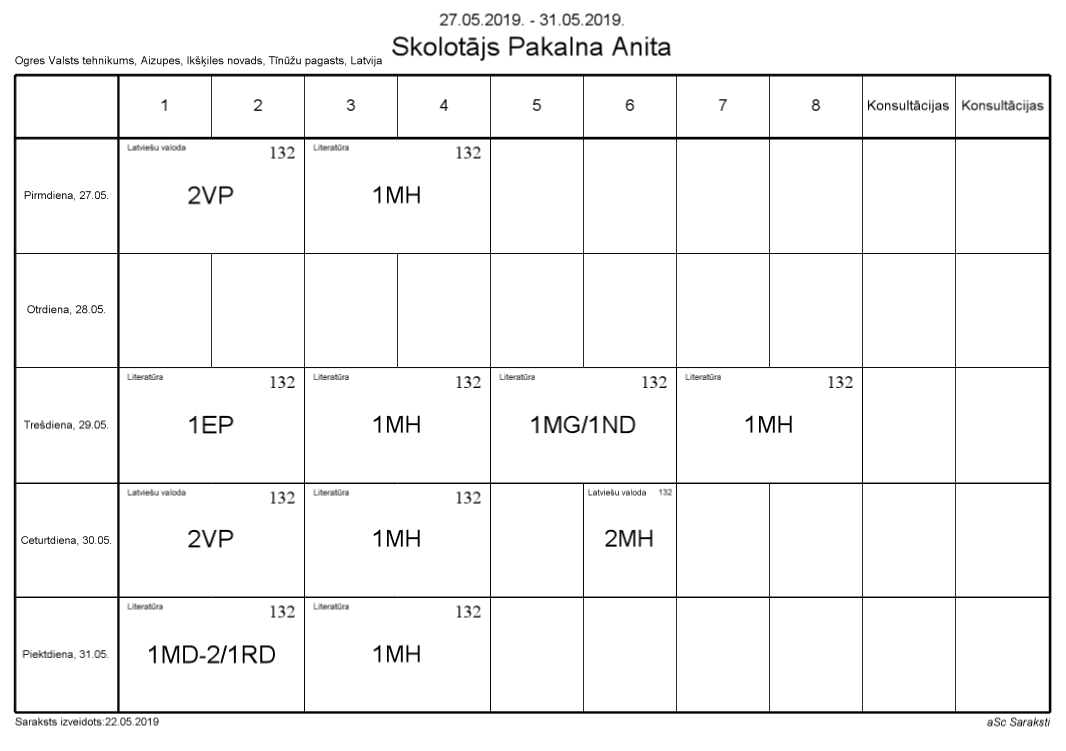 27.05.2019. - 31.05.2019.
Skolotājs Pakalna Anita
Ogres Valsts tehnikums, Aizupes, Ikšķiles novads, Tīnūžu pagasts, Latvija
1 2 3 4 5 6 7 8 Konsultācijas Konsultācijas
Latviešu valoda 132 Literatūra 132
Pirmdiena, 27.05. 2VP 1MH
Otrdiena, 28.05.
Literatūra 132 Literatūra 132 Literatūra 132 Literatūra 132
Trešdiena, 29.05. 1EP 1MH 1MG/1ND 1MH
Latviešu valoda 132 Literatūra 132 Latviešu valoda 132
Ceturtdiena, 30.05. 2VP 1MH 2MH
Literatūra 132 Literatūra 132
Piektdiena, 31.05. 1MD-2/1RD 1MH
Saraksts izveidots:22.05.2019 aSc Saraksti